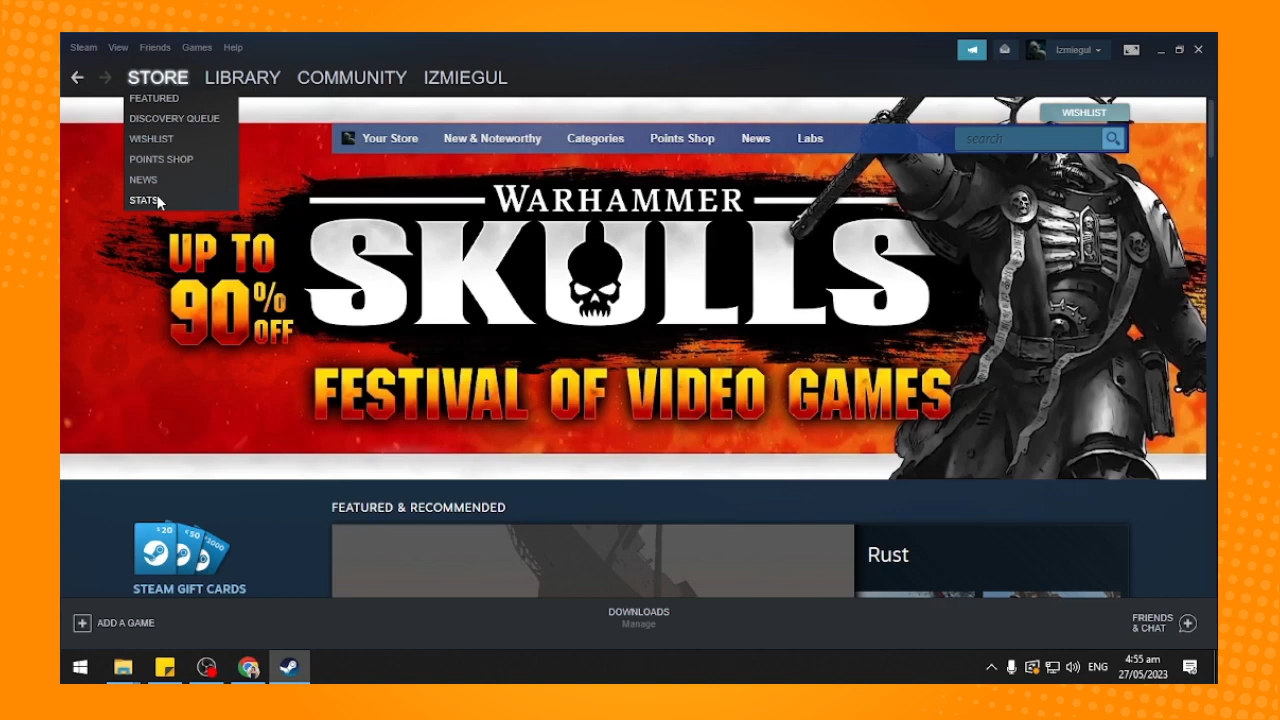 Steam View Friends Games Help
Izmiegul
STORE LIBRARY COMMUNITY IZMIEGUL
FEATURED
DISCOVERY QUEUE
WISHLIST
POINTS SHOP
NEWS
STATS
WISHLIST
Your Store New & Noteworthy Categories Points Shop News Labs search
WARHAMMER
SKULLS
UP TO
90%
OFF
FESTIVAL OF VIDEO GAMES
FEATURED & RECOMMENDED
$20 €50 ¥1000
STEAM GIFT CARDS
Rust
ADD A GAME
DOWNLOADS
Manage
FRIENDS
& CHAT
ENG
4:55 am
27/05/2023